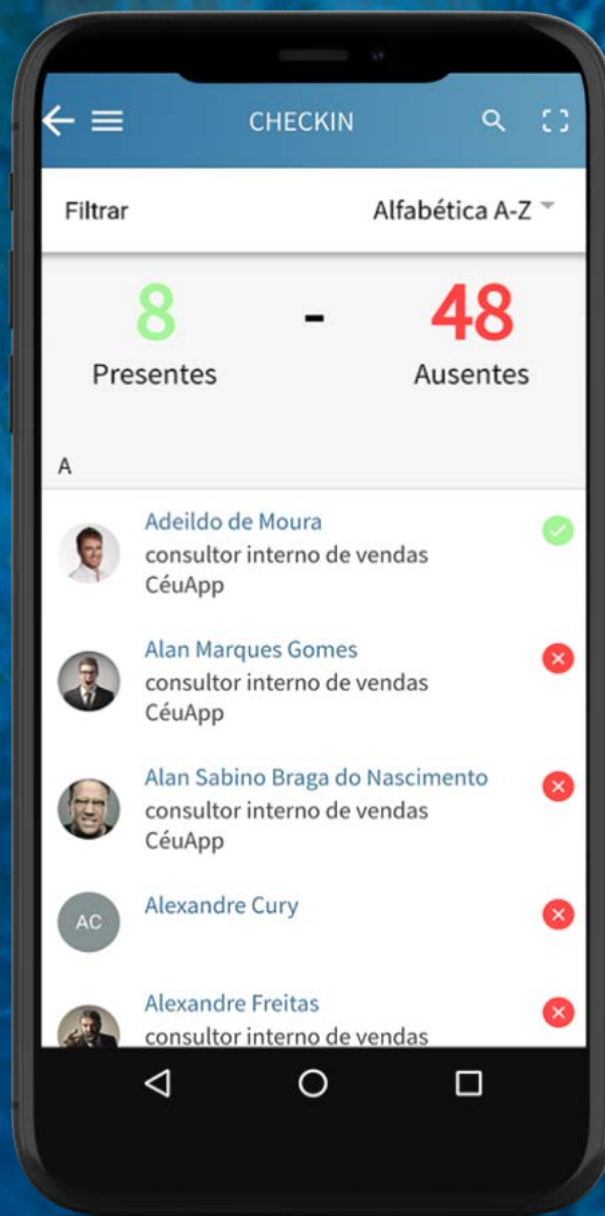 CHECKIN
Filtrar
Alfabética A-Z
8 - 48
Presentes Ausentes
A
Adeildo de Moura
consultor interno de vendas
CéuApp
Alan Marques Gomes
consultor interno de vendas
CéuApp
Alan Sabino Braga do Nascimento
consultor interno de vendas
CéuApp
AC
Alexandre Cury
Alexandre Freitas
consultor interno de vendas